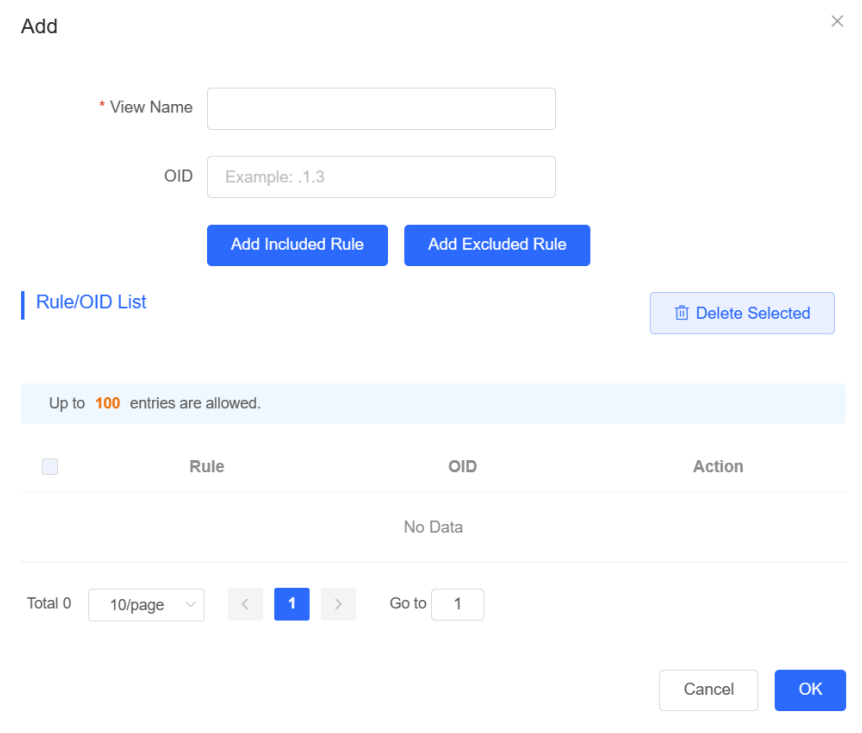 Add
* View Name
OID Example: .1.3
Add Included Rule Add Excluded Rule
Rule/OID List
Delete Selected
Up to 100 entries are allowed.
Rule OID Action
No Data
Total 0 10/page < 1 > Go to 1
Cancel OK